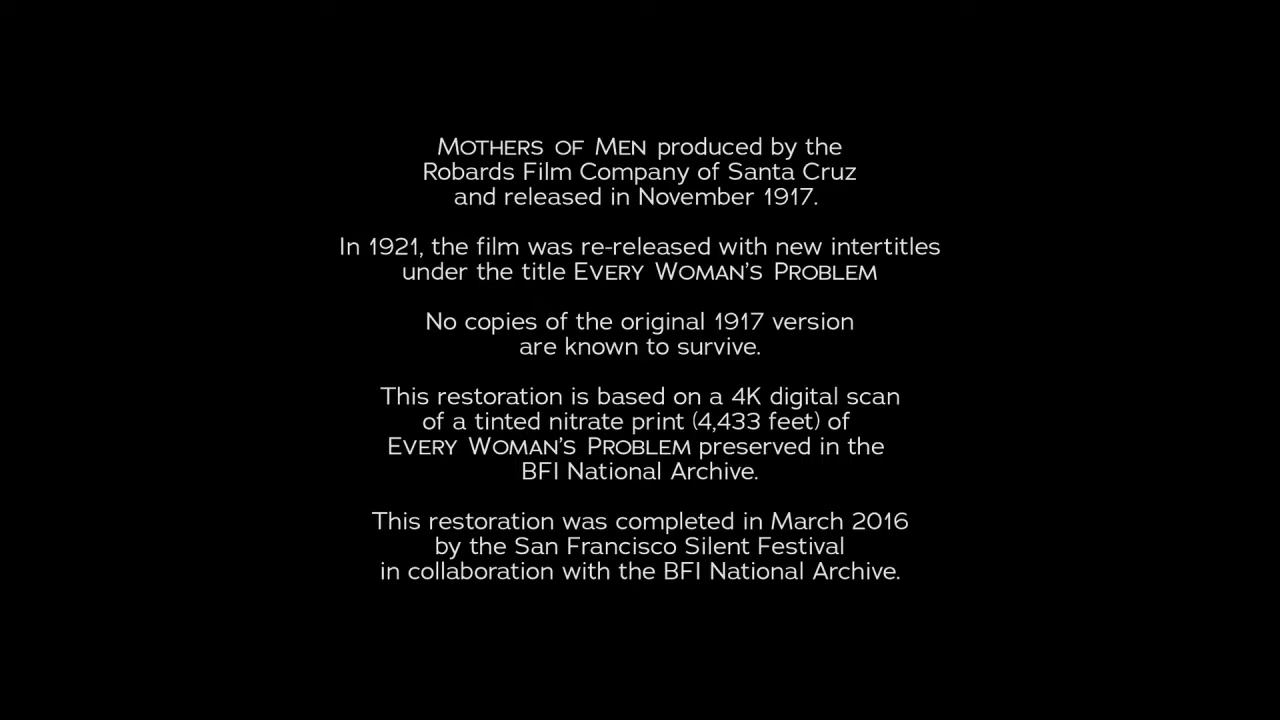 MOTHERS OF MEN produced by the
Robards Film Company of Santa Cruz
and released in November 1917.
In 1921, the film was re-released with new intertitles
under the title EVERY WOMAN'S PROBLEM
No copies of the original 1917 version
are known to survive.
This restoration is based on a 4K digital scan
of a tinted nitrate print (4,433 feet) of
EVERY WOMAN'S PROBLEM preserved in the
BFI National Archive.
This restoration was completed in March 2016
by the San Francisco Silent Festival
in collaboration with the BFI National Archive.